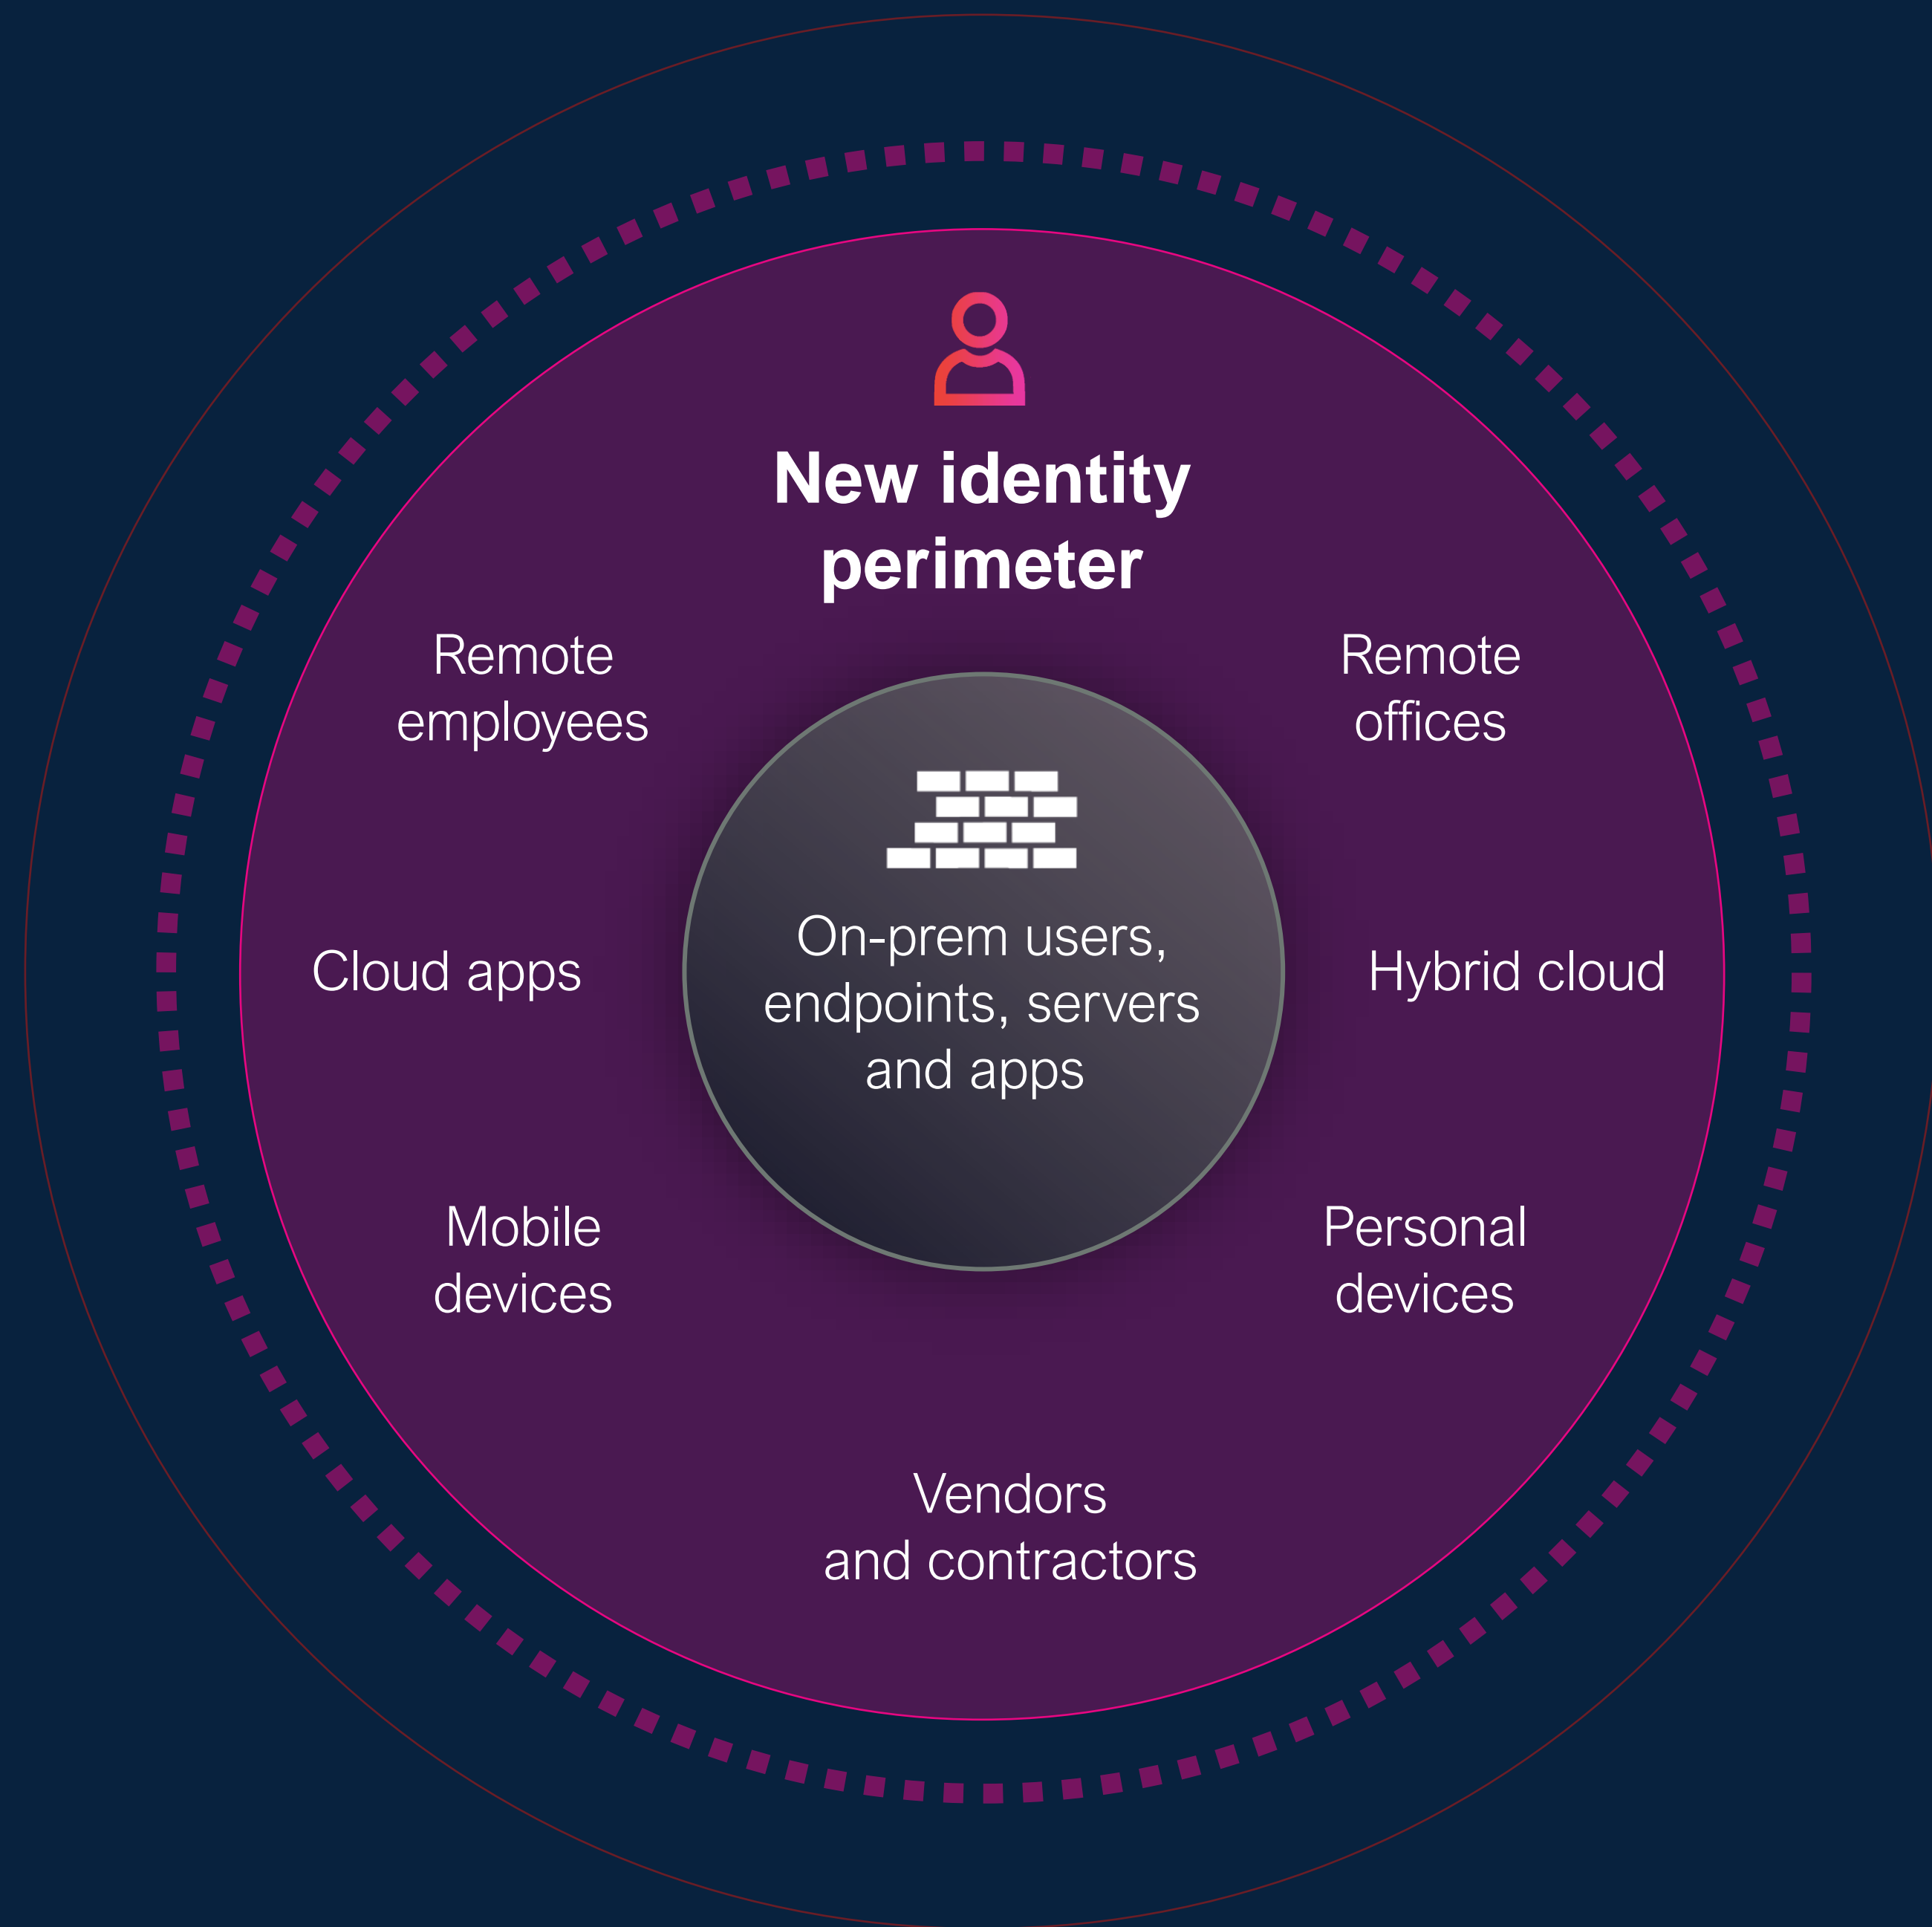 New identity
perimeter
Remote
employees
Remote
offices
On-prem users,
endpoints, servers
and apps
Cloud apps
Hybrid cloud
Mobile
devices
Personal
devices
Vendors
and contractors